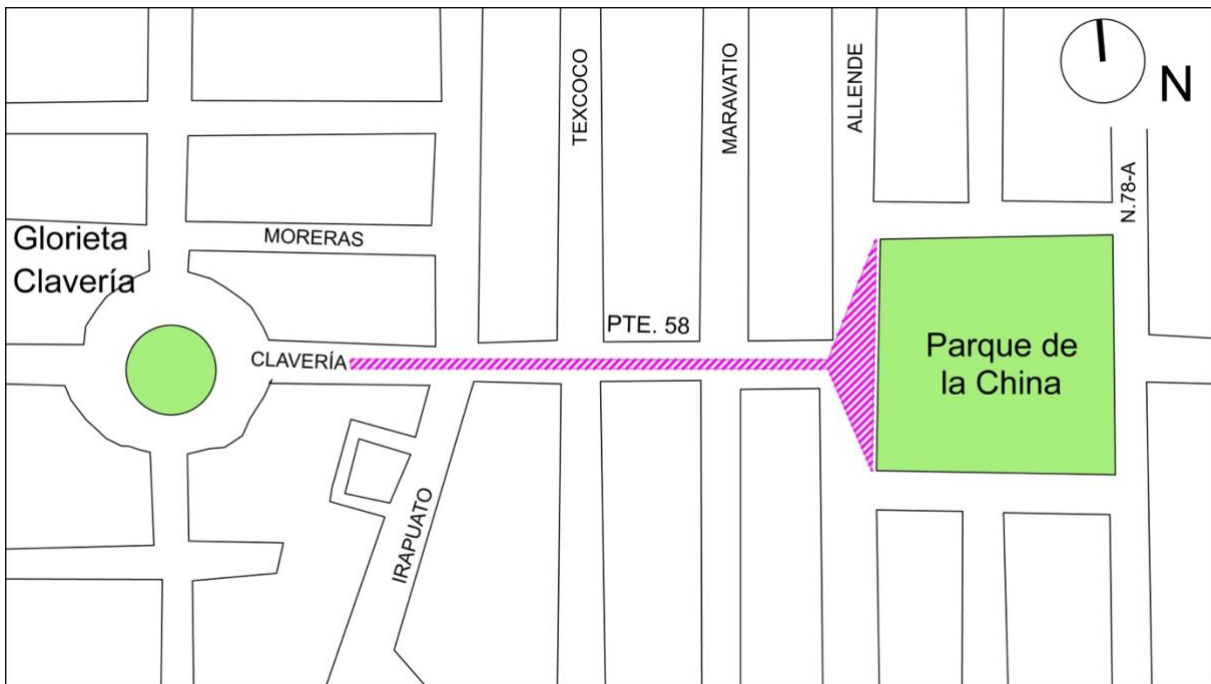 TEXCOCO
MARAVATIO
ALLENDE
N
N.78-A
Glorieta
Clavería
MORERAS
PTE. 58
CLAVERÍA
Parque de
la China
IRAPUATO